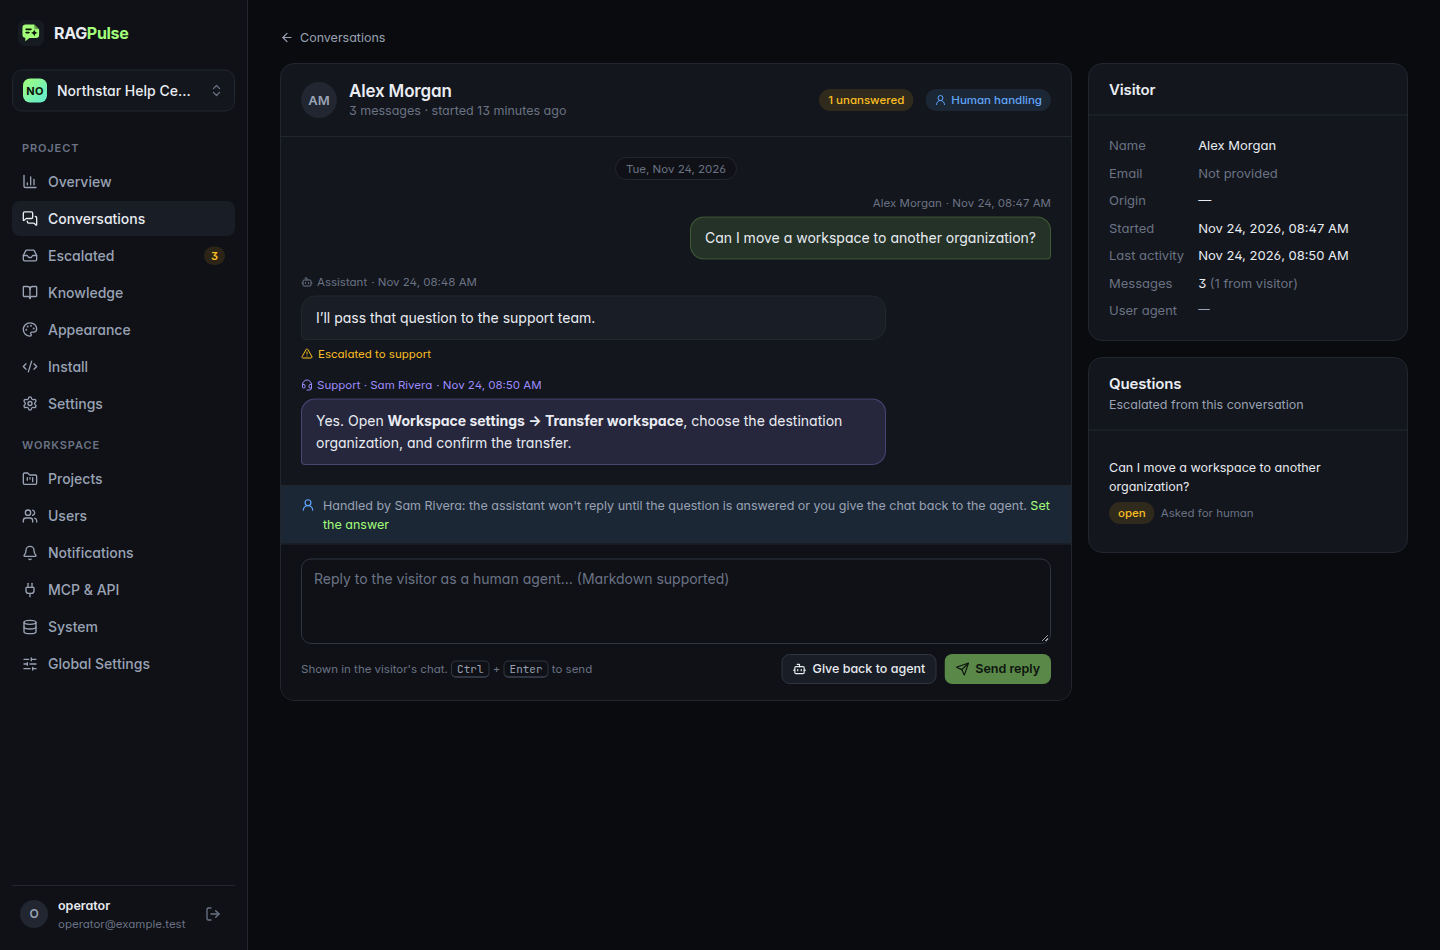 RAGPulse
NO Northstar Help Ce...
PROJECT
Overview
Conversations
Escalated 3
Knowledge
Appearance
Install
Settings
WORKSPACE
Projects
Users
Notifications
MCP & API
System
Global Settings
O operator
operator@example.test
Conversations
AM Alex Morgan
3 messages · started 13 minutes ago
1 unanswered Human handling
Tue, Nov 24, 2026
Alex Morgan · Nov 24, 08:47 AM
Can I move a workspace to another organization?
Assistant · Nov 24, 08:48 AM
I’ll pass that question to the support team.
Escalated to support
Support · Sam Rivera · Nov 24, 08:50 AM
Yes. Open Workspace settings → Transfer workspace, choose the destination
organization, and confirm the transfer.
Handled by Sam Rivera: the assistant won't reply until the question is answered or you give the chat back to the agent. Set
the answer
Reply to the visitor as a human agent... (Markdown supported)
Shown in the visitor's chat. Ctrl + Enter to send
Give back to agent
Send reply
Visitor
Name Alex Morgan
Email Not provided
Origin —
Started Nov 24, 2026, 08:47 AM
Last activity Nov 24, 2026, 08:50 AM
Messages 3 (1 from visitor)
User agent —
Questions
Escalated from this conversation
Can I move a workspace to another
organization?
open Asked for human